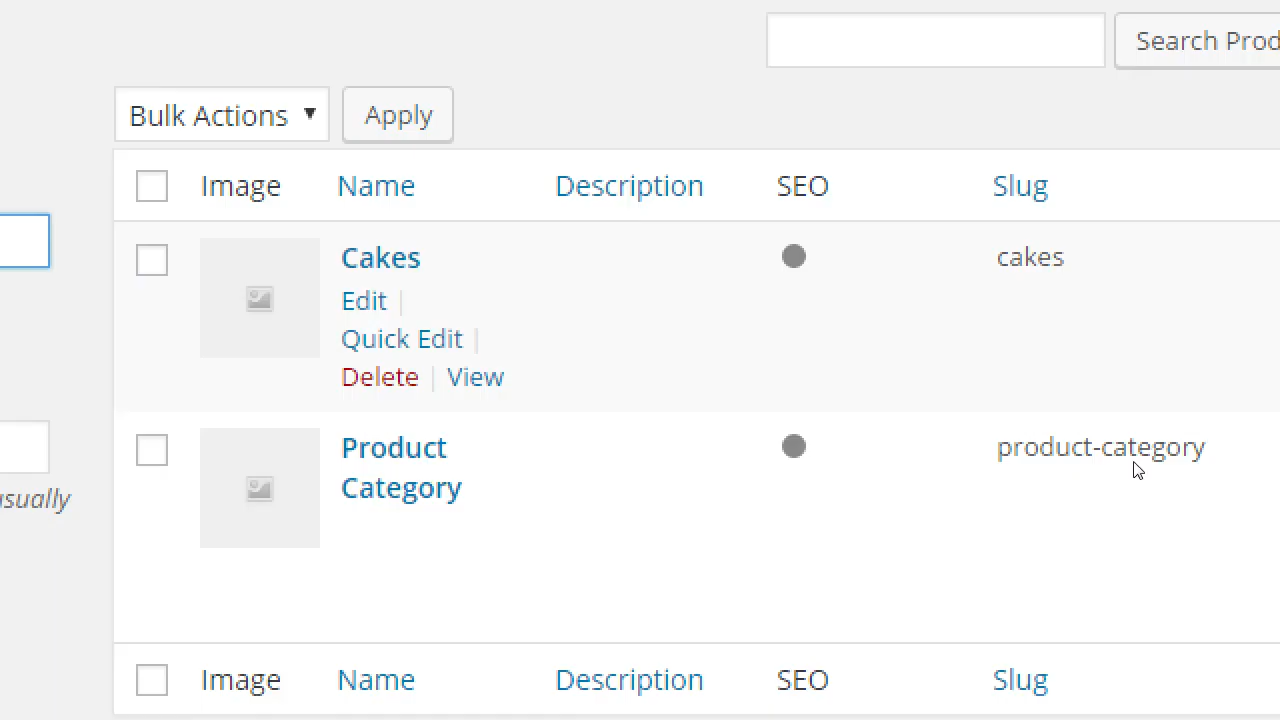 Search Prod
Bulk Actions Apply
Image Name Description SEO Slug
Cakes cakes
Edit |
Quick Edit |
Delete | View
Product product-category
Category
usually
Image Name Description SEO Slug